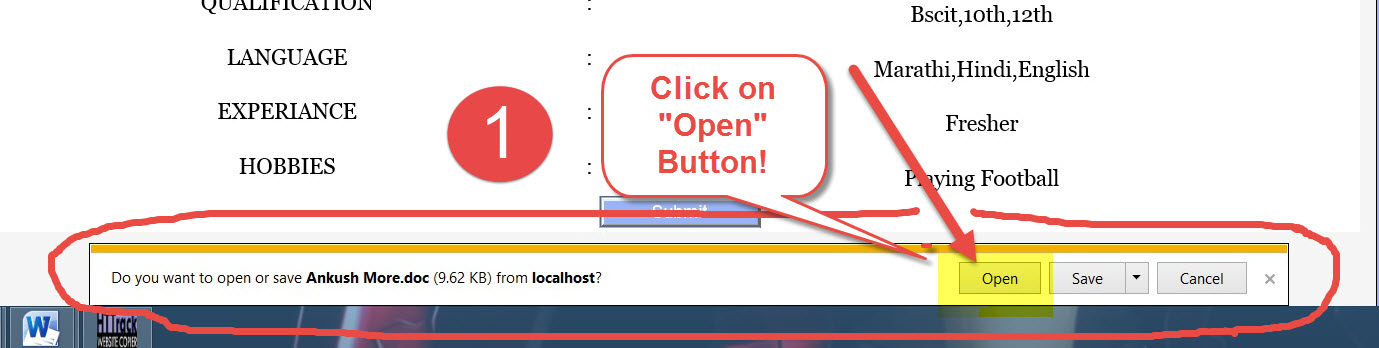 QUALIFICATION : Bscit,10th,12th
LANGUAGE : Marathi,Hindi,English
EXPERIANCE : Fresher
HOBBIES : Playing Football
1
Click on
"Open"
Button!
Submit
Do you want to open or save Ankush More.doc (9.62 KB) from localhost?
Open Save Cancel
W
HTTrack
WEBSITE COPIER